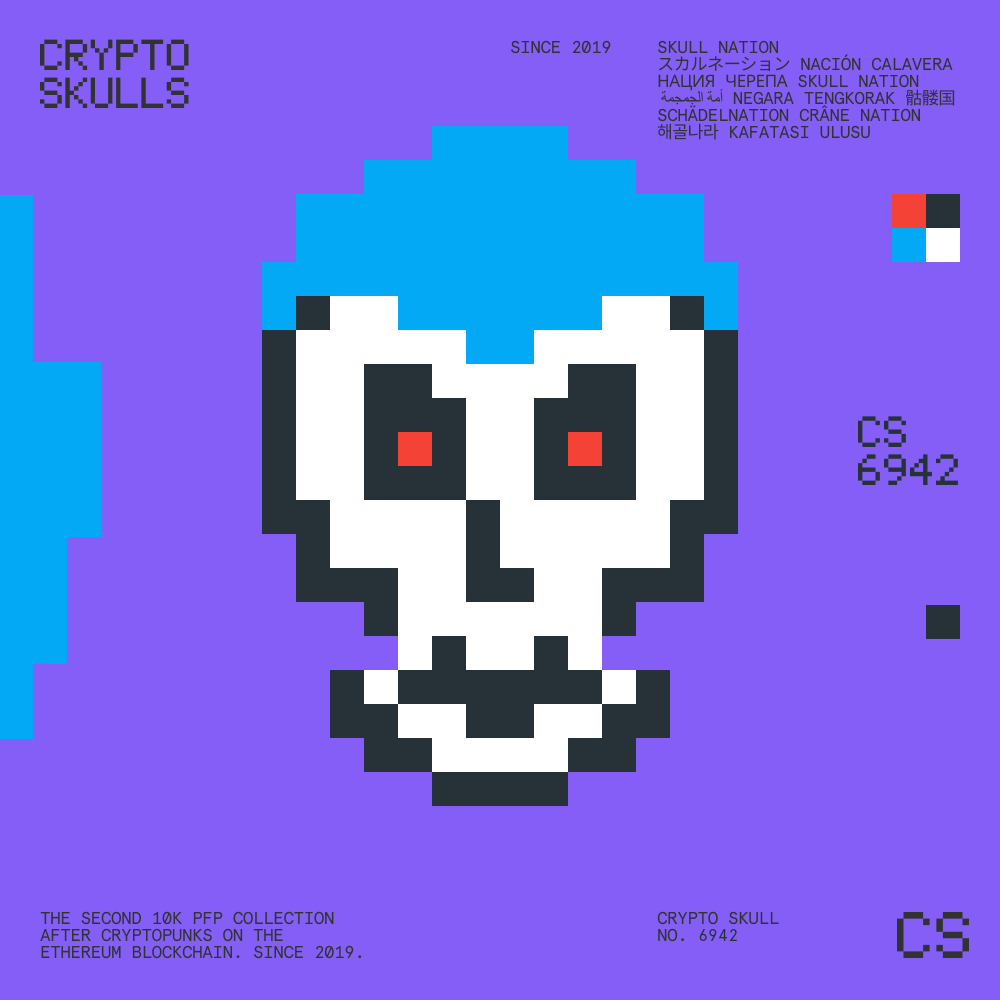 CRYPTO
SKULLS
SINCE 2019
SKULL NATION
スカルネーション NACIÓN CALAVERA
НАЦИЯ ЧЕРЕПА SKULL NATION
أمة الجمجمة NEGARA TENGKORAK 骷髅国
SCHÄDELNATION CRÂNE NATION
해골나라 KAFATASI ULUSU
CS
6942
THE SECOND 10K PFP COLLECTION
AFTER CRYPTOPUNKS ON THE
ETHEREUM BLOCKCHAIN. SINCE 2019.
CRYPTO SKULL
NO. 6942
CS